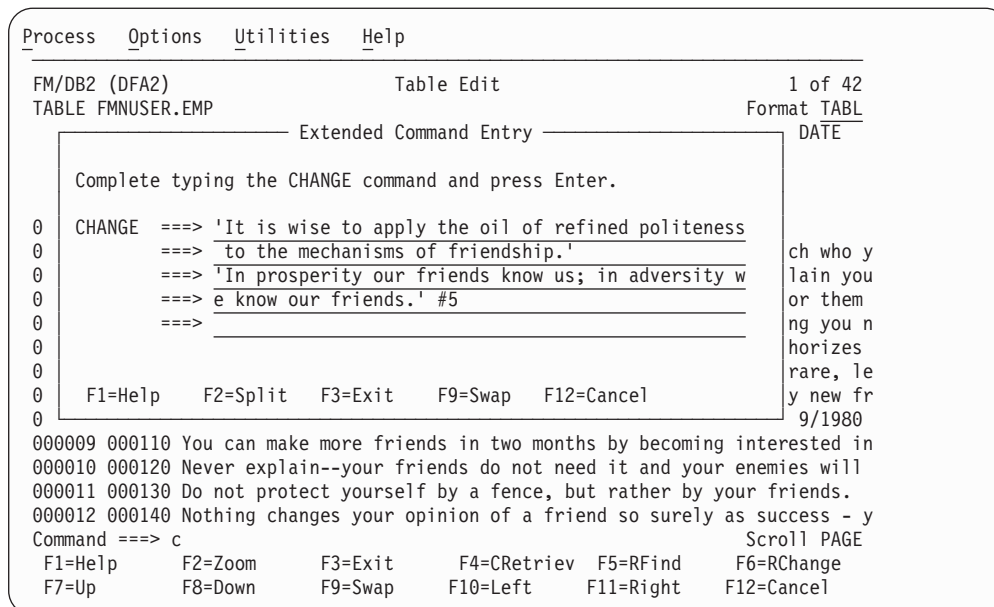 Process Options Utilities Help
FM/DB2 (DFA2) Table Edit 1 of 42
TABLE FMNUSER.EMP Format TABL
Extended Command Entry DATE
Complete typing the CHANGE command and press Enter.
0 CHANGE ===> 'It is wise to apply the oil of refined politeness
0 ===> to the mechanisms of friendship.' ch who y
0 ===> 'In prosperity our friends know us; in adversity w lain you
0 ===> e know our friends.' #5 or them
0 ===> ng you n
0 horizes
0 rare, le
0 F1=Help F2=Split F3=Exit F9=Swap F12=Cancel y new fr
0 9/1980
000009 000110 You can make more friends in two months by becoming interested in
000010 000120 Never explain--your friends do not need it and your enemies will
000011 000130 Do not protect yourself by a fence, but rather by your friends.
000012 000140 Nothing changes your opinion of a friend so surely as success - y
Command ===> c Scroll PAGE
F1=Help F2=Zoom F3=Exit F4=CRetriev F5=RFind F6=RChange
F7=Up F8=Down F9=Swap F10=Left F11=Right F12=Cancel